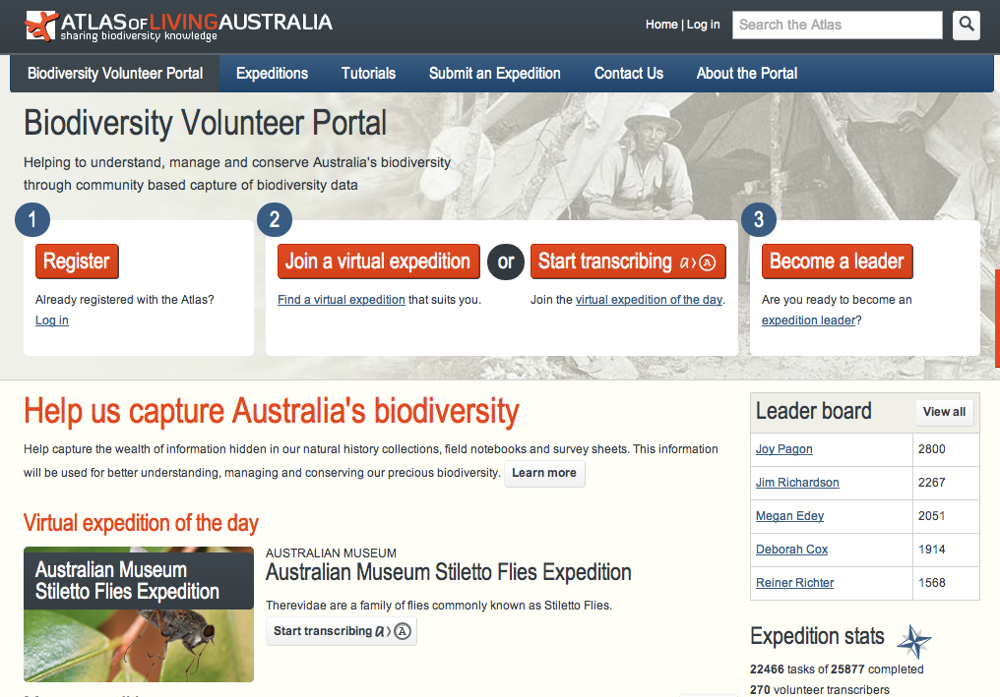 ATLAS OF LIVING AUSTRALIA
sharing biodiversity knowledge
Home | Log in
Search the Atlas
Biodiversity Volunteer Portal
Expeditions
Tutorials
Submit an Expedition
Contact Us
About the Portal
Biodiversity Volunteer Portal
Helping to understand, manage and conserve Australia's biodiversity
through community based capture of biodiversity data
1
Register
Already registered with the Atlas?
Log in
2
Join a virtual expedition
Find a virtual expedition that suits you.
or
Start transcribing a>A
Join the virtual expedition of the day.
3
Become a leader
Are you ready to become an
expedition leader?
Help us capture Australia's biodiversity
Help capture the wealth of information hidden in our natural history collections, field notebooks and survey sheets. This information
will be used for better understanding, managing and conserving our precious biodiversity. Learn more
Virtual expedition of the day
Australian Museum
Stiletto Flies Expedition
AUSTRALIAN MUSEUM
Australian Museum Stiletto Flies Expedition
Therevidae are a family of flies commonly known as Stiletto Flies.
Start transcribing a>A
Leader board
View all
Joy Pagon 2800
Jim Richardson 2267
Megan Edey 2051
Deborah Cox 1914
Reiner Richter 1568
Expedition stats
22466 tasks of 25877 completed
270 volunteer transcribers